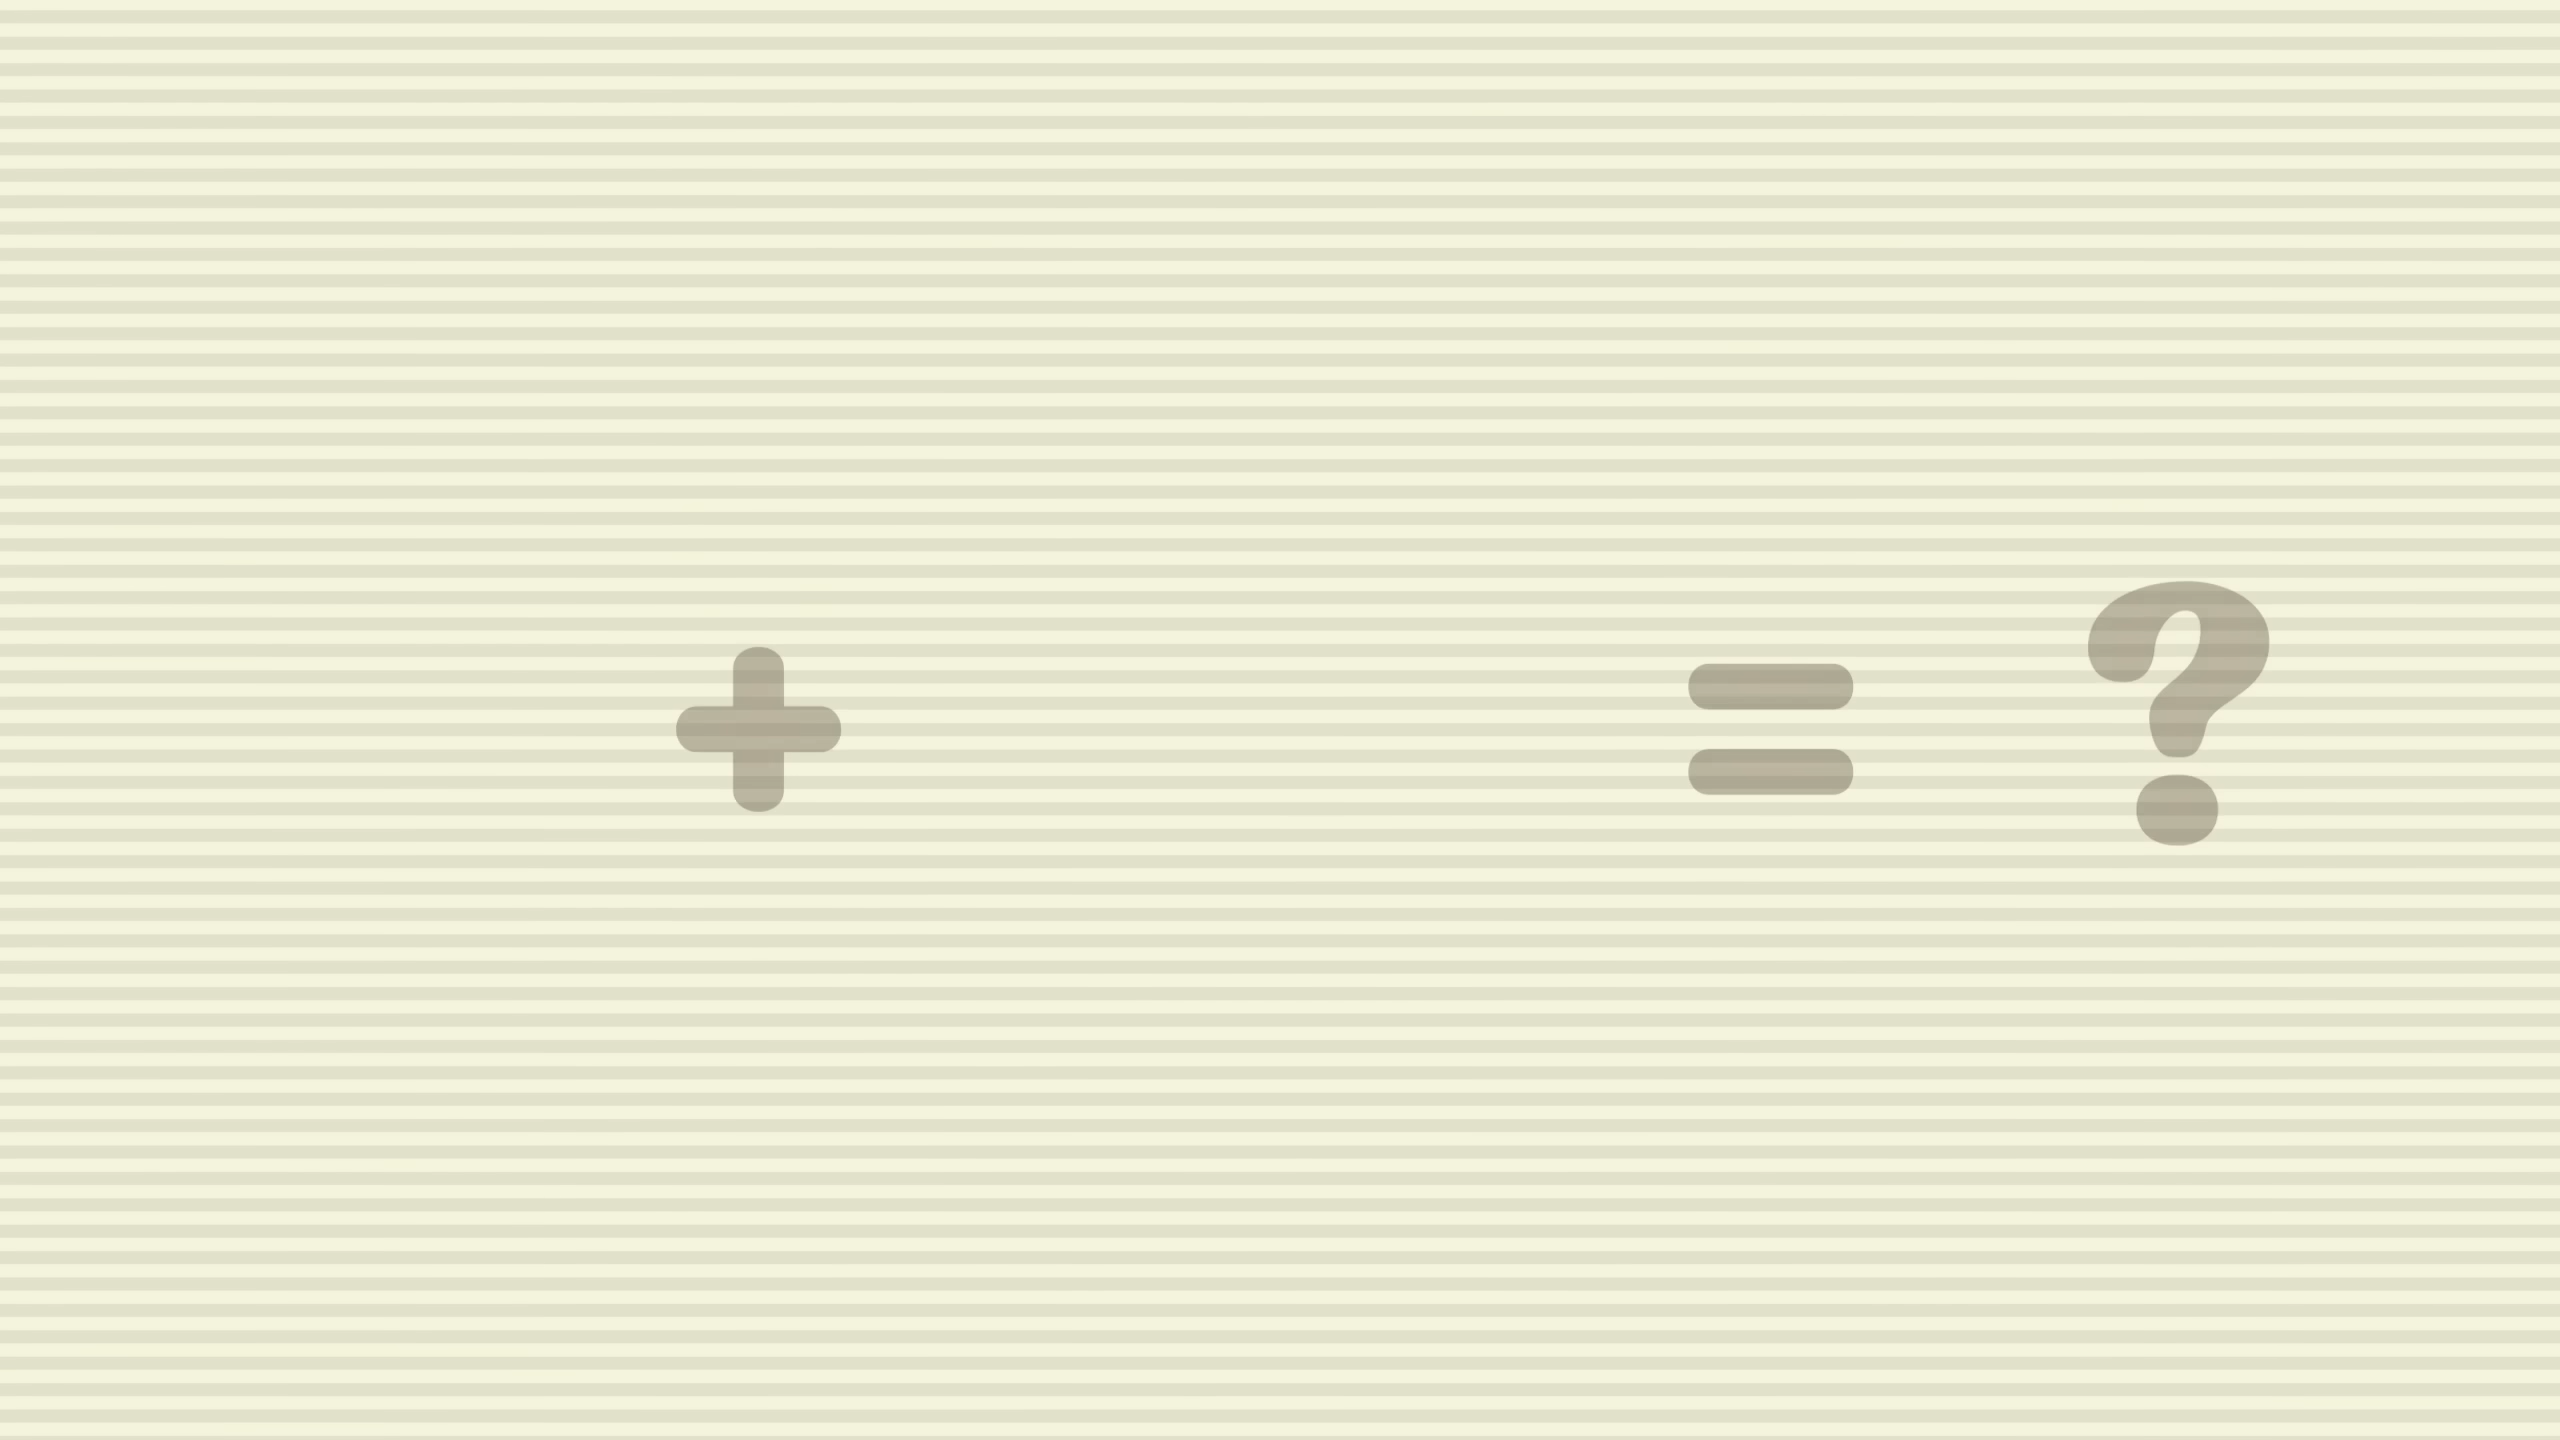 + = ?